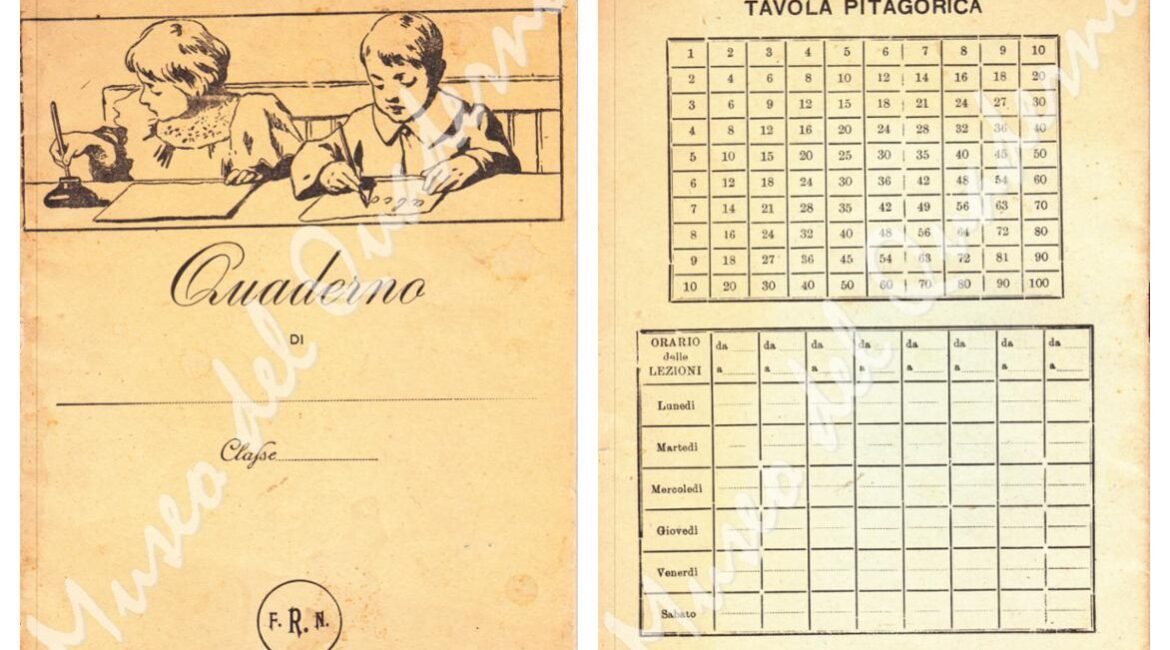 abco
Quaderno
DI
Classe
F. R. N.
Museo del Quaderno
TAVOLA PITAGORICA
1 2 3 4 5 6 7 8 9 10
2 4 6 8 10 12 14 16 18 20
3 6 9 12 15 18 21 24 27 30
4 8 12 16 20 24 28 32 36 40
5 10 15 20 25 30 35 40 45 50
6 12 18 24 30 36 42 48 54 60
7 14 21 28 35 42 49 56 63 70
8 16 24 32 40 48 56 64 72 80
9 18 27 36 45 54 63 72 81 90
10 20 30 40 50 60 70 80 90 100
ORARIO da da da da da da da da
delle
LEZIONI a a a a a a a a
Lunedì
Martedì
Mercoledì
Giovedì
Venerdì
Sabato
Museo del Quaderno